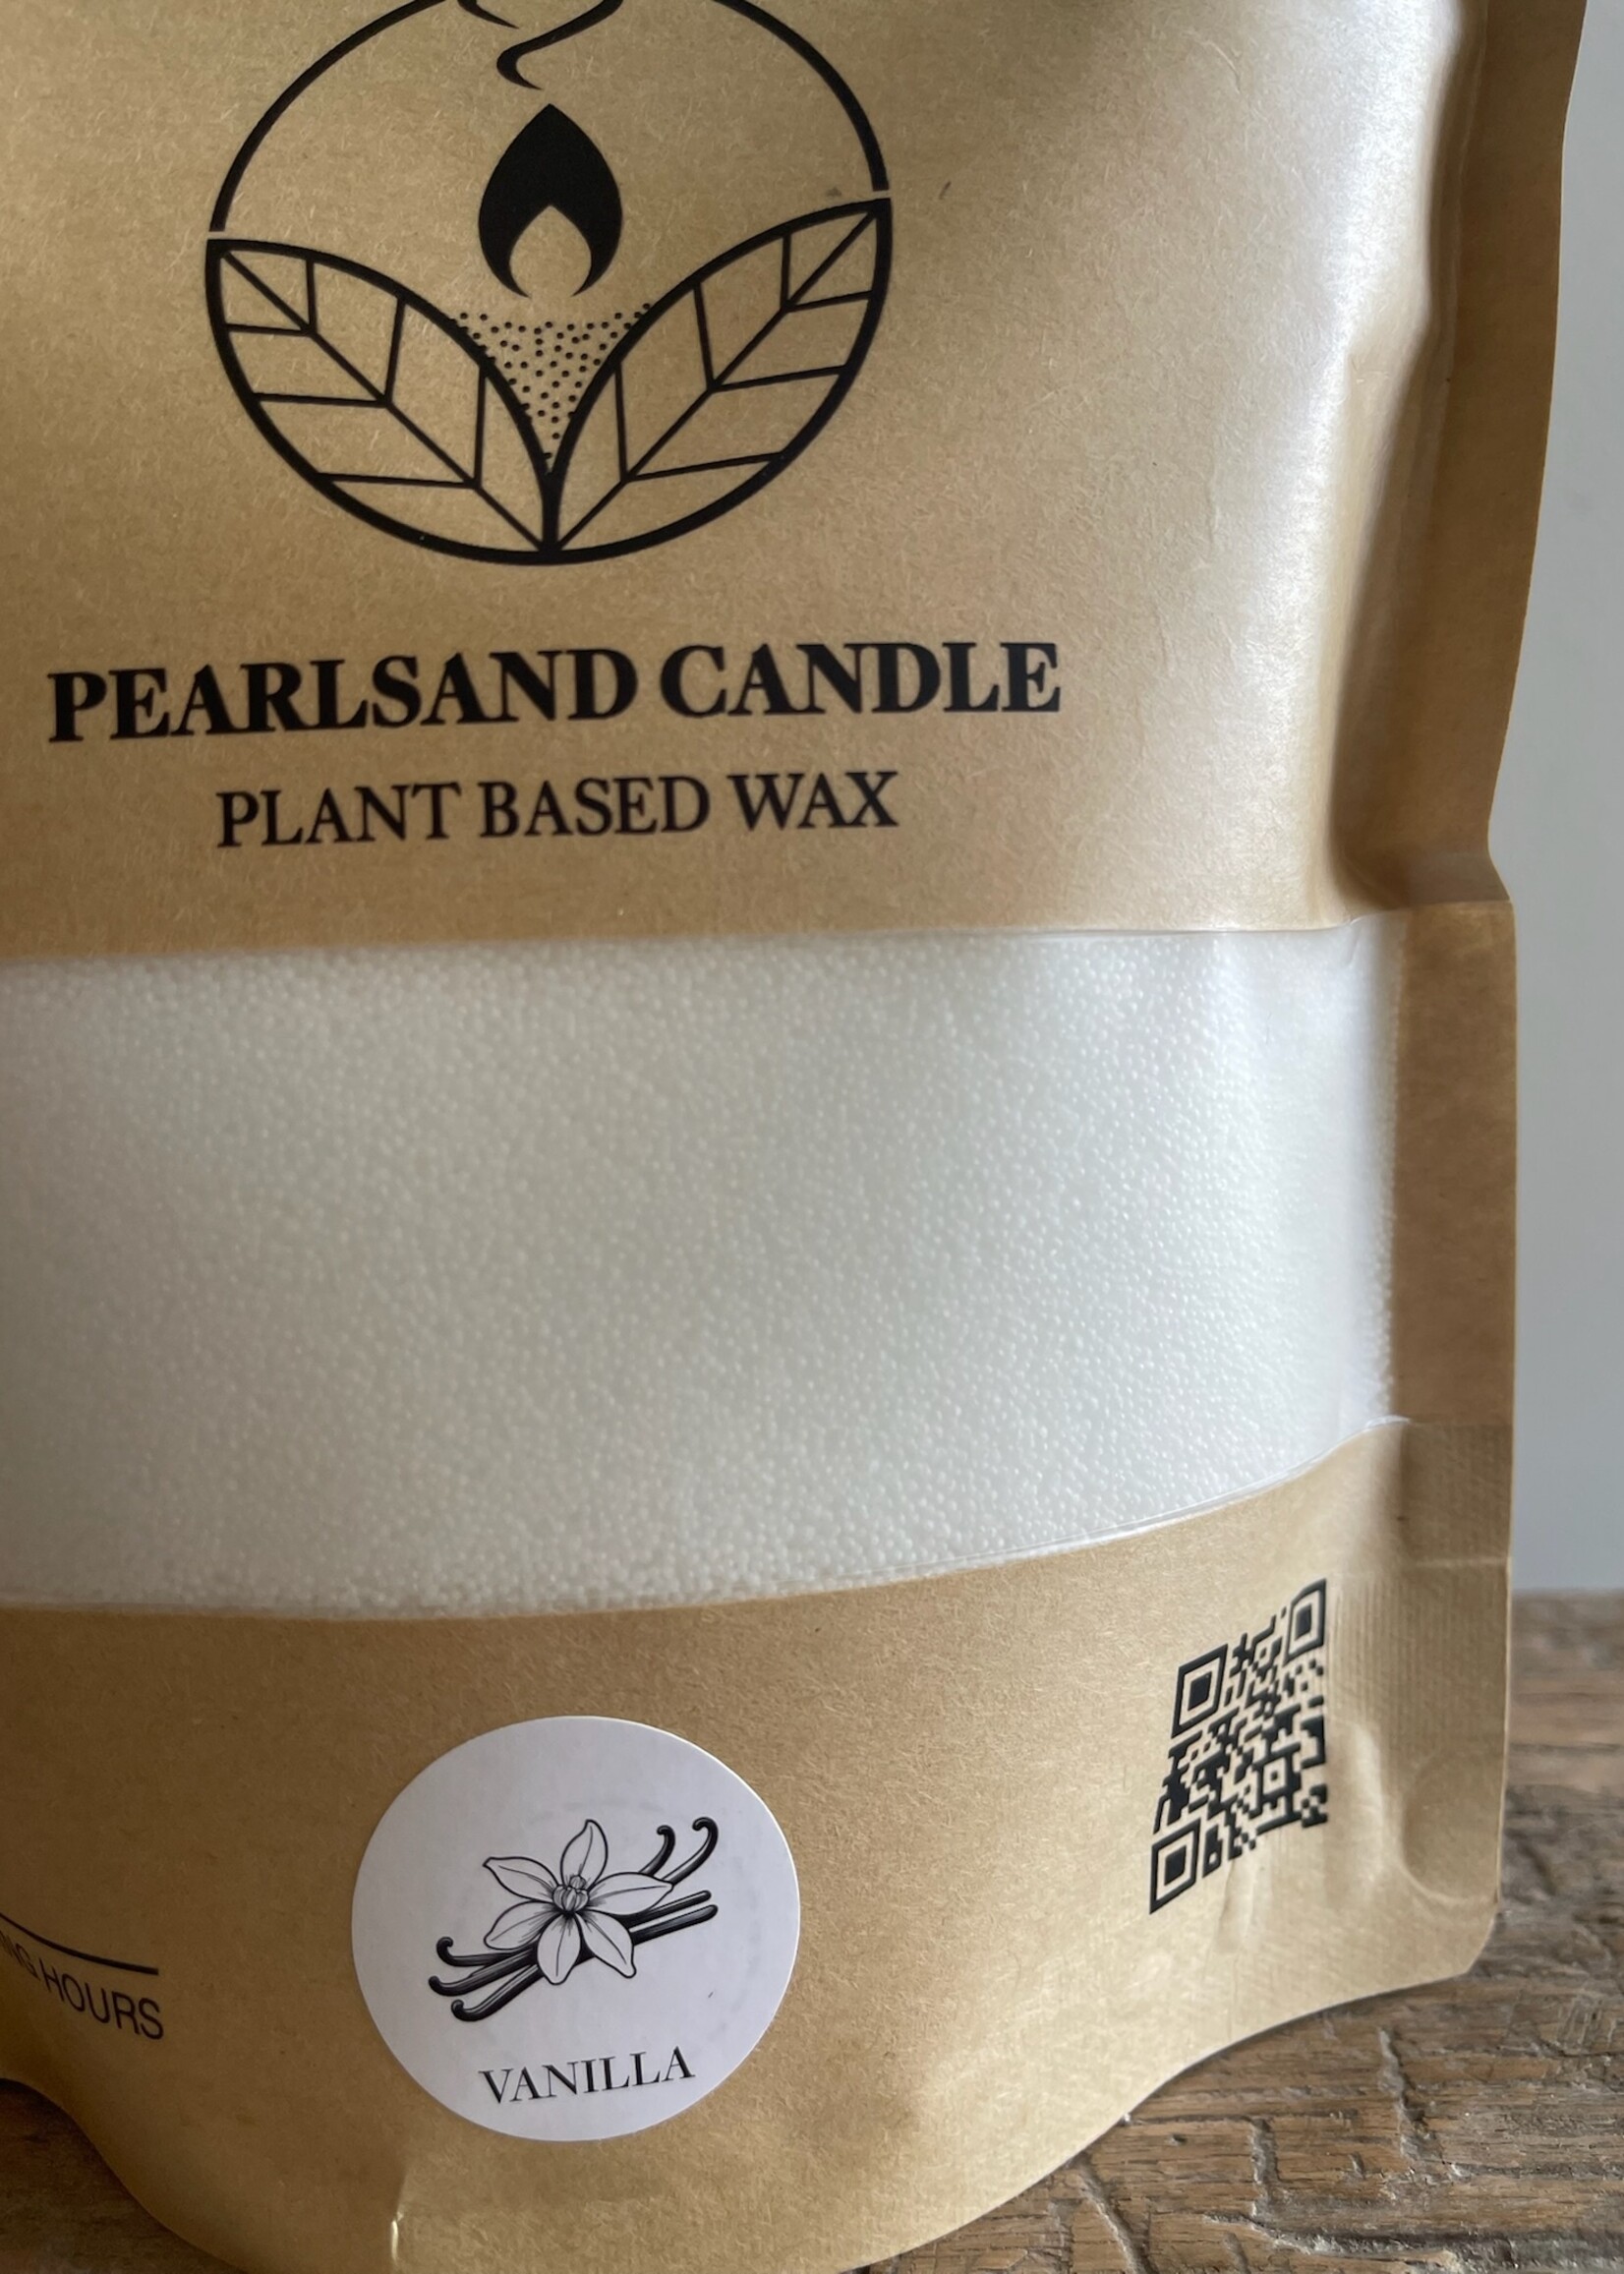 PEARLSAND CANDLE
PLANT BASED WAX
HOURS
VANILLA